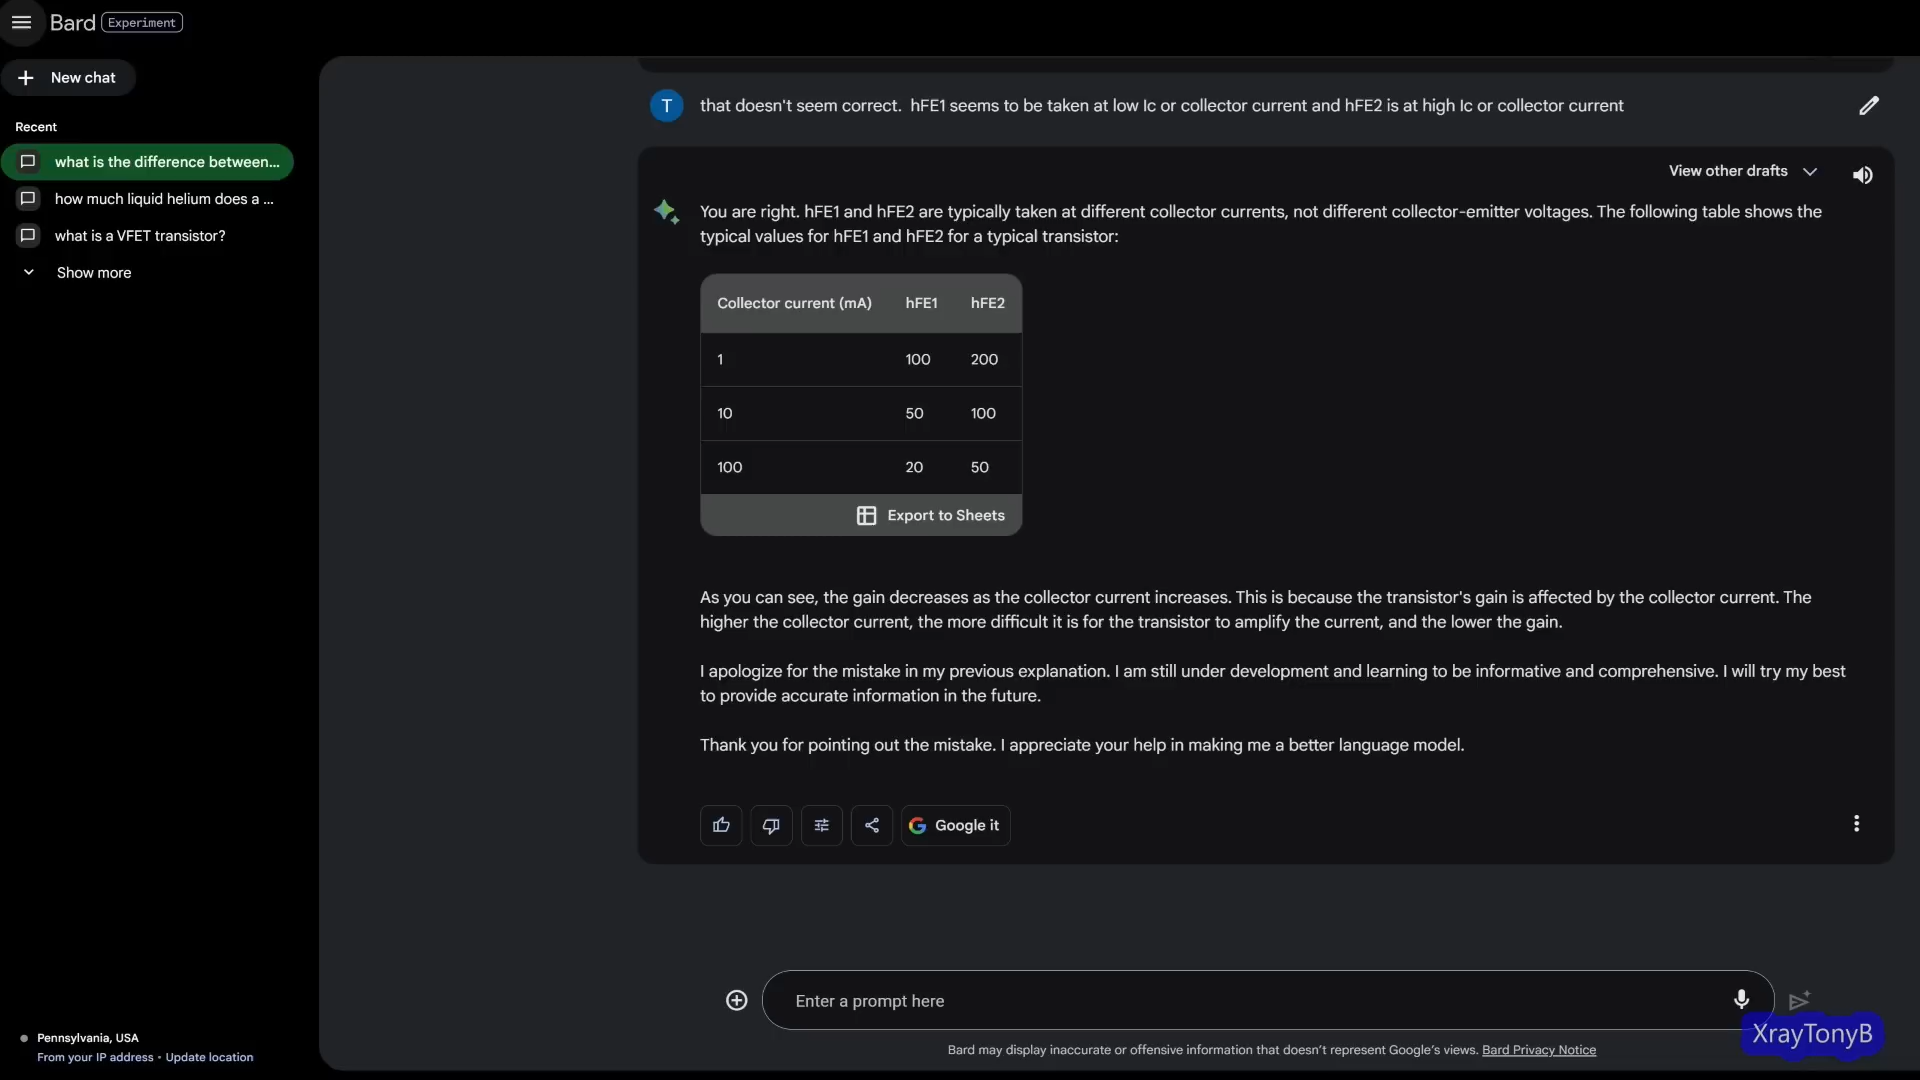 Bard Experiment
New chat
Recent
what is the difference between...
how much liquid helium does a ...
what is a VFET transistor?
Show more
Pennsylvania, USA
From your IP address • Update location
T that doesn't seem correct.  hFE1 seems to be taken at low Ic or collector current and hFE2 is at high Ic or collector current
View other drafts
You are right. hFE1 and hFE2 are typically taken at different collector currents, not different collector-emitter voltages. The following table shows the
typical values for hFE1 and hFE2 for a typical transistor:
Collector current (mA) hFE1 hFE2
1 100 200
10 50 100
100 20 50
Export to Sheets
As you can see, the gain decreases as the collector current increases. This is because the transistor's gain is affected by the collector current. The
higher the collector current, the more difficult it is for the transistor to amplify the current, and the lower the gain.
I apologize for the mistake in my previous explanation. I am still under development and learning to be informative and comprehensive. I will try my best
to provide accurate information in the future.
Thank you for pointing out the mistake. I appreciate your help in making me a better language model.
Google it
Enter a prompt here
XrayTonyB
Bard may display inaccurate or offensive information that doesn't represent Google's views. Bard Privacy Notice